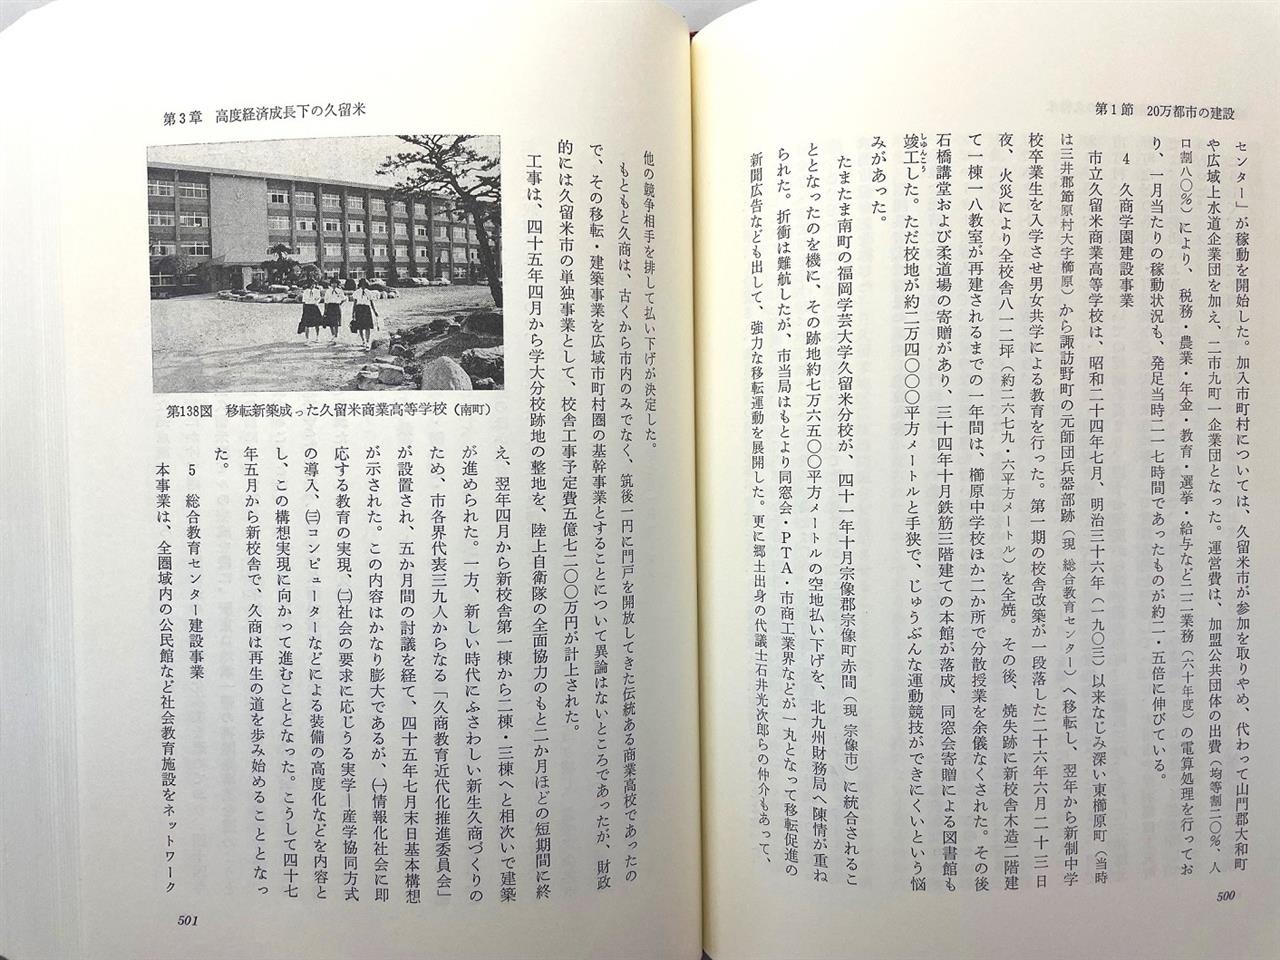 第1節　20万都市の建設
センター」が稼動を開始した。加入市町村については、久留米市が参加を取りやめ、代わって山門郡大和町
や広域上水道企業団を加え、二市九町一企業団となった。運営費は、加盟公共団体の出費（均等割二〇％、人
口割八〇％）により、税務・農業・年金・教育・選挙・給与など二二業務（六十年度）の電算処理を行ってお
り、一月当たりの稼動状況も、発足当時二一七時間であったものが約二・五倍に伸びている。
4　久商学園建設事業
市立久留米商業高等学校は、昭和二十四年七月、明治三十六年（一九〇三）以来なじみ深い東櫛原町（当時
は三井郡節原村大字櫛原）から諏訪野町の元師団兵器部跡（現 総合教育センター）へ移転し、翌年から新制中学
校卒業生を入学させ男女共学による教育を行った。第一期の校舎改築が一段落した二十六年六月二十三日
夜、火災により全校舎八一二坪（約二六七九・六平方メートル）を全焼。その後、焼失跡に新校舎木造二階建
て一棟一八教室が再建されるまでの一年間は、櫛原中学校ほか二か所で分散授業を余儀なくされた。その後
石橋講堂および柔道場の寄贈があり、三十四年十月鉄筋三階建ての本館が落成、同窓会寄贈による図書館も
竣工した。ただ校地が約二万四〇〇〇平方メートルと手狭で、じゅうぶんな運動競技ができにくいという悩
しゅんこう
みがあった。
たまたま南町の福岡学芸大学久留米分校が、四十一年十月宗像郡宗像町赤間（現 宗像市）に統合されるこ
ととなったのを機に、その跡地約七万六五〇〇平方メートルの空地払い下げを、北九州財務局へ陳情が重ね
られた。折衝は難航したが、市当局はもとより同窓会・PTA・市商工業界などが一丸となって移転促進の
新聞広告なども出して、強力な移転運動を展開した。更に郷土出身の代議士石井光次郎らの仲介もあって、
500
第3章　高度経済成長下の久留米
他の競争相手を排して払い下げが決定した。
もともと久商は、古くから市内のみでなく、筑後一円に門戸を開放してきた伝統ある商業高校であったの
で、その移転・建築事業を広域市町村圏の基幹事業とすることについて異論はないところであったが、財政
的には久留米市の単独事業として、校舎工事予定費五億七二〇〇万円が計上された。
工事は、四十五年四月から学大分校跡地の整地を、陸上自衛隊の全面協力のもと二か月ほどの短期間に終
え、翌年四月から新校舎第一棟から二棟・三棟へと相次いで建築
が進められた。一方、新しい時代にふさわしい新生久商づくりの
ため、市各界代表三九人からなる「久商教育近代化推進委員会」
が設置され、五か月間の討議を経て、四十五年七月末日基本構想
が示された。この内容はかなり膨大であるが、㈠情報化社会に即
応する教育の実現、㈡社会の要求に応じうる実学―産学協同方式
の導入、㈢コンピューターなどによる装備の高度化などを内容と
し、この構想実現に向かって進むこととなった。こうして四十七
年五月から新校舎で、久商は再生の道を歩み始めることとなっ
た。
5　総合教育センター建設事業
本事業は、全圏域内の公民館など社会教育施設をネットワーク
第138図　移転新築成った久留米商業高等学校（南町）
501